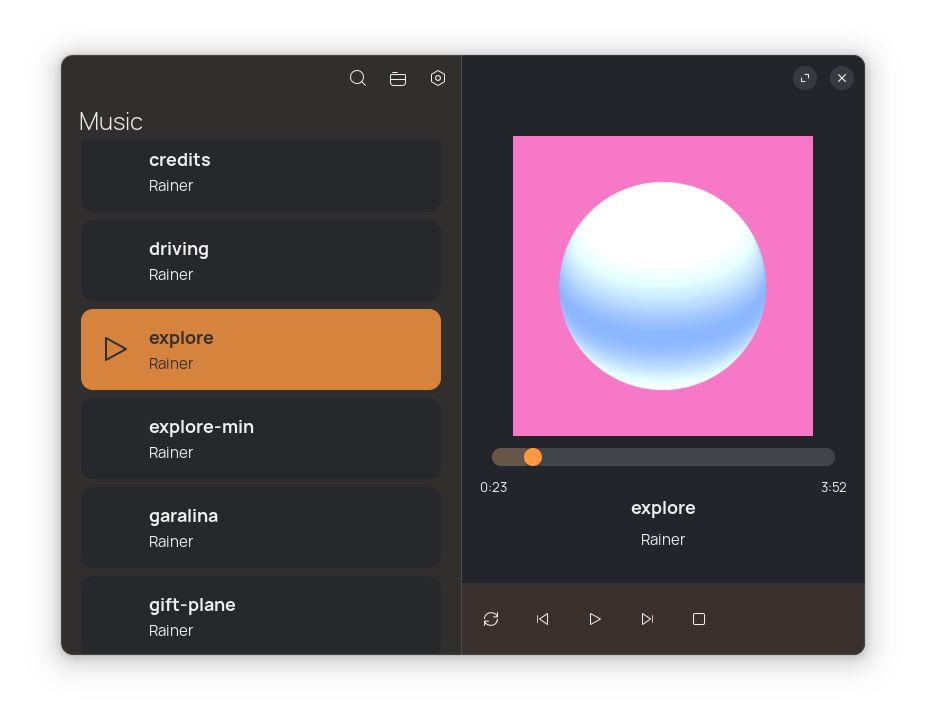 Music
credits
Rainer
driving
Rainer
explore
Rainer
explore-min
Rainer
garalina
Rainer
gift-plane
Rainer
0:23
3:52
explore
Rainer